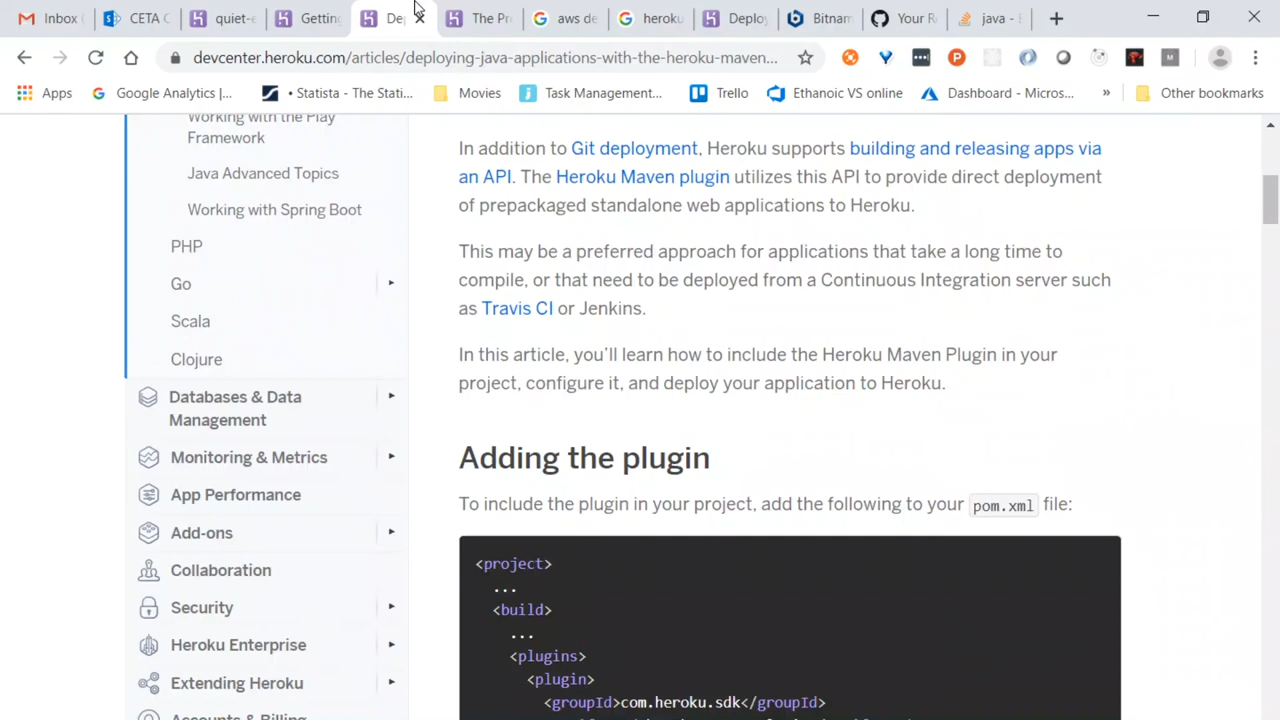 Inbox (
CETA C
quiet-e
Getting
De
The Pr
aws de
heroku
Deploy
Bitnam
Your R
java -
devcenter.heroku.com/articles/deploying-java-applications-with-the-heroku-maven...
Apps
Google Analytics |...
• Statista - The Stati...
Movies
Task Management...
Trello
Ethanoic VS online
Dashboard - Micros...
»
Other bookmarks
Working with the Play
Framework
Java Advanced Topics
Working with Spring Boot
PHP
Go
Scala
Clojure
Databases & Data
Management
Monitoring & Metrics
App Performance
Add-ons
Collaboration
Security
Heroku Enterprise
Extending Heroku
Accounts & Billing
In addition to Git deployment, Heroku supports building and releasing apps via
an API. The Heroku Maven plugin utilizes this API to provide direct deployment
of prepackaged standalone web applications to Heroku.
This may be a preferred approach for applications that take a long time to
compile, or that need to be deployed from a Continuous Integration server such
as Travis CI or Jenkins.
In this article, you'll learn how to include the Heroku Maven Plugin in your
project, configure it, and deploy your application to Heroku.
Adding the plugin
To include the plugin in your project, add the following to your pom.xml file:
<project>
...
<build>
...
<plugins>
<plugin>
<groupId>com.heroku.sdk</groupId>